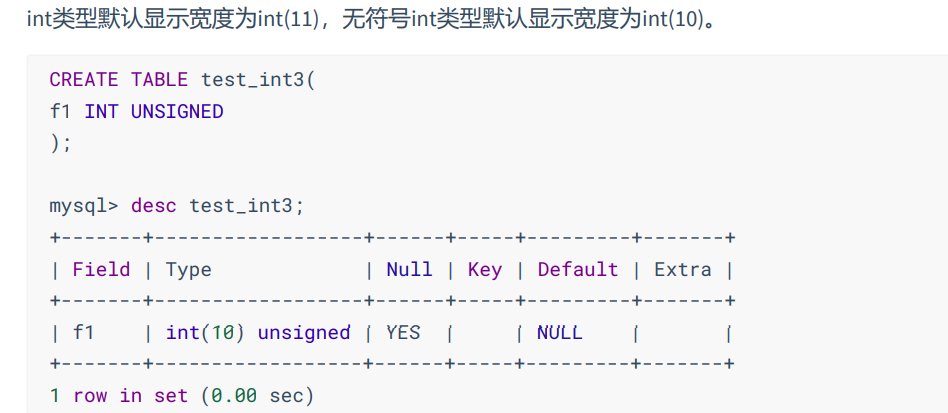 int类型默认显示宽度为int(11)，无符号int类型默认显示宽度为int(10)。
CREATE TABLE test_int3(
f1 INT UNSIGNED
);
mysql> desc test_int3;
+-------+------------------+------+-----+---------+-------+
| Field | Type             | Null | Key | Default | Extra |
+-------+------------------+------+-----+---------+-------+
| f1    | int(10) unsigned | YES  |     | NULL    |       |
+-------+------------------+------+-----+---------+-------+
1 row in set (0.00 sec)